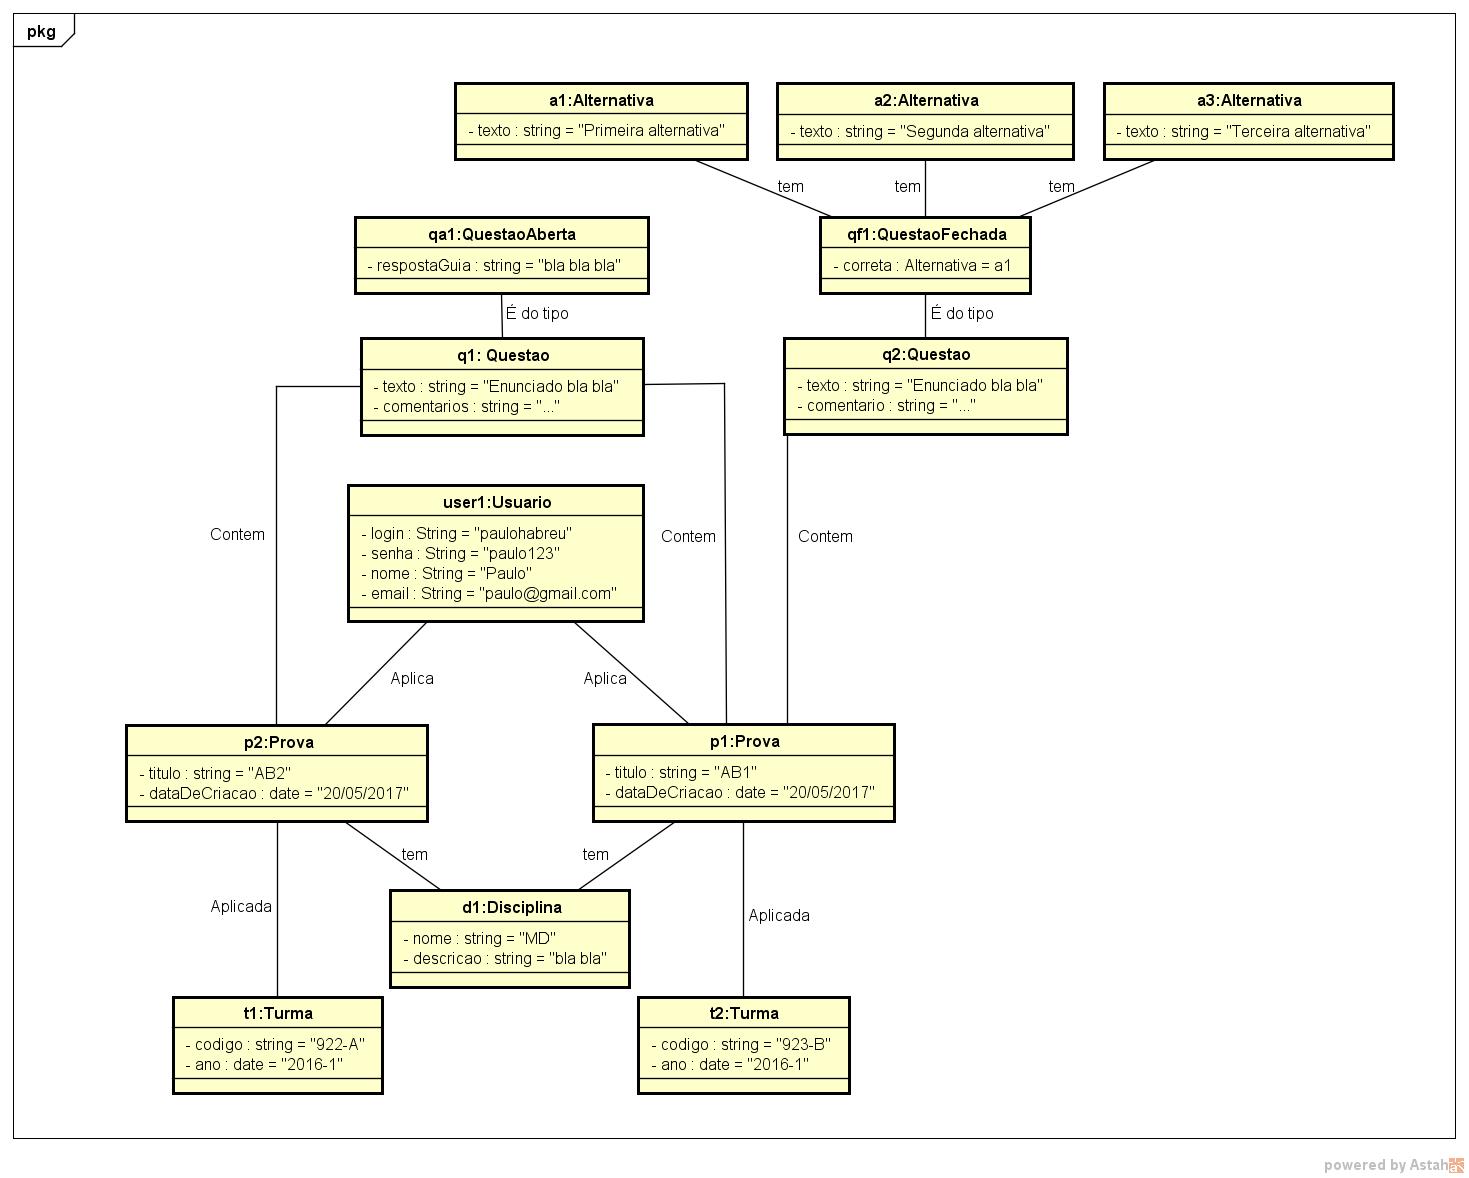 pkg
a1:Alternativa
- texto : string = "Primeira alternativa"
a2:Alternativa
- texto : string = "Segunda alternativa"
a3:Alternativa
- texto : string = "Terceira alternativa"
tem
tem
tem
qa1:QuestaoAberta
- respostaGuia : string = "bla bla bla"
qf1:QuestaoFechada
- correta : Alternativa = a1
É do tipo
É do tipo
q1: Questao
- texto : string = "Enunciado bla bla"
- comentarios : string = "..."
q2:Questao
- texto : string = "Enunciado bla bla"
- comentario : string = "..."
Contem
Contem
Contem
user1:Usuario
- login : String = "paulohabreu"
- senha : String = "paulo123"
- nome : String = "Paulo"
- email : String = "paulo@gmail.com"
Aplica
Aplica
p2:Prova
- titulo : string = "AB2"
- dataDeCriacao : date = "20/05/2017"
p1:Prova
- titulo : string = "AB1"
- dataDeCriacao : date = "20/05/2017"
tem
tem
Aplicada
Aplicada
d1:Disciplina
- nome : string = "MD"
- descricao : string = "bla bla"
t1:Turma
- codigo : string = "922-A"
- ano : date = "2016-1"
t2:Turma
- codigo : string = "923-B"
- ano : date = "2016-1"
powered by Astah